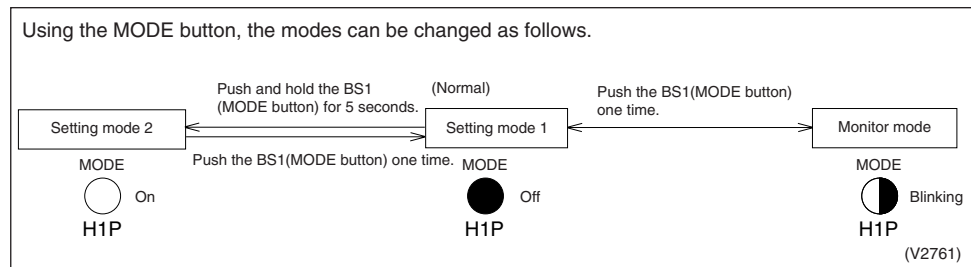 Using the MODE button, the modes can be changed as follows.
Push and hold the BS1
(MODE button) for 5 seconds.
(Normal)
Push the BS1(MODE button)
one time.
Setting mode 2
Setting mode 1
Monitor mode
Push the BS1(MODE button) one time.
MODE
On
H1P
MODE
Off
H1P
MODE
Blinking
H1P
(V2761)